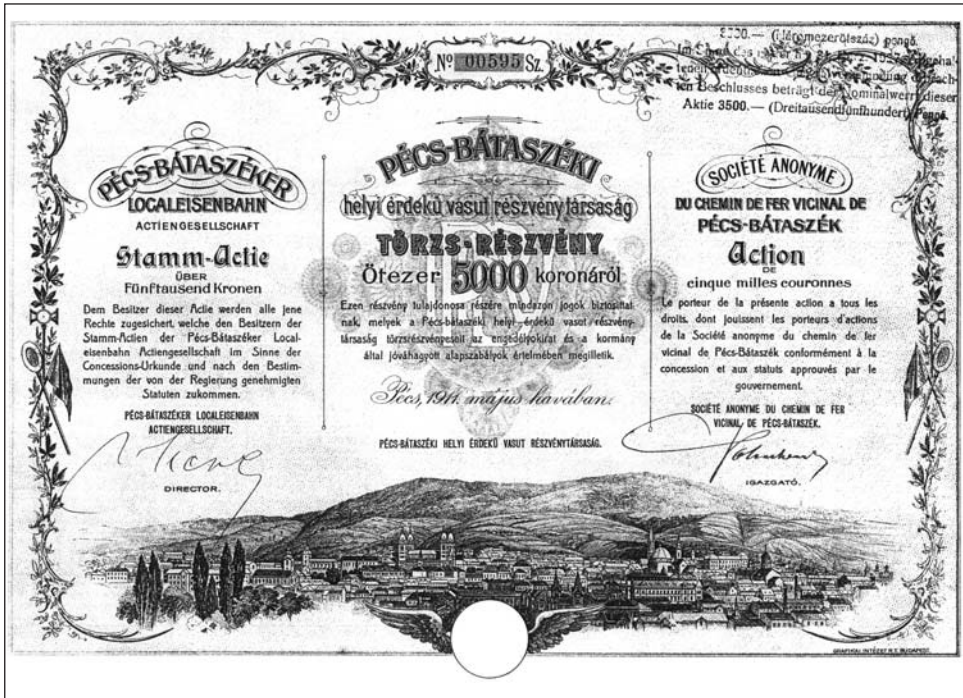 Nº 00595 Sz.
3500.— (Háromezerötszáz) pengő.
ten Beschlusses beträgt der Nominalwert dieser
Aktie 3500.— (Dreitausendfünfhundert) Pengő.
PÉCS-BÁTASZÉKER
LOCALEISENBAHN
ACTIENGESELLSCHAFT
Stamm-Actie
ÜBER
Fünftausend Kronen
Dem Besitzer dieser Actie werden alle jene
Rechte zugesichert, welche den Besitzern der
Stamm-Actien der Pécs-Bátaszéker Local-
eisenbahn Actiengesellschaft im Sinne der
Concessions-Urkunde und nach den Bestim-
mungen der von der Regierung genehmigten
Statuten zukommen.
PÉCS-BÁTASZÉKER LOCALEISENBAHN
ACTIENGESELLSCHAFT.
DIRECTOR.
PÉCS-BÁTASZÉKI
helyi érdekű vasut részvénytársaság
TÖRZS-RÉSZVÉNY
Ötezer 5000 koronáról
Ezen részvény tulajdonosa részére mindazon jogok biztosíttat
nak, melyek a Pécs-bátaszéki helyi érdekű vasut részvény-
társaság törzsrészvényeseit az engedélyokirat és a kormány
által jóváhagyott alapszabályok értelmében megilletik.
Pécs, 1911. május havában.
PÉCS-BÁTASZÉKI HELYI ÉRDEKŰ VASUT RÉSZVÉNYTÁRSASÁG.
SOCIÉTÉ ANONYME
DU CHEMIN DE FER VICINAL DE
PÉCS-BÁTASZÉK
Action
DE
cinque milles couronnes
Le porteur de la présente action a tous les
droits, dont jouissent les porteurs d'actions
de la Société anonyme du chemin de fer
vicinal de Pécs-Bátaszék conformément à la
concession et aux statuts approuvés par le
gouvernement.
SOCIÉTÉ ANONYME DU CHEMIN DE FER
VICINAL DE PÉCS-BÁTASZÉK.
IGAZGATÓ.
GRAFIKAI INTÉZET R.T. BUDAPEST.